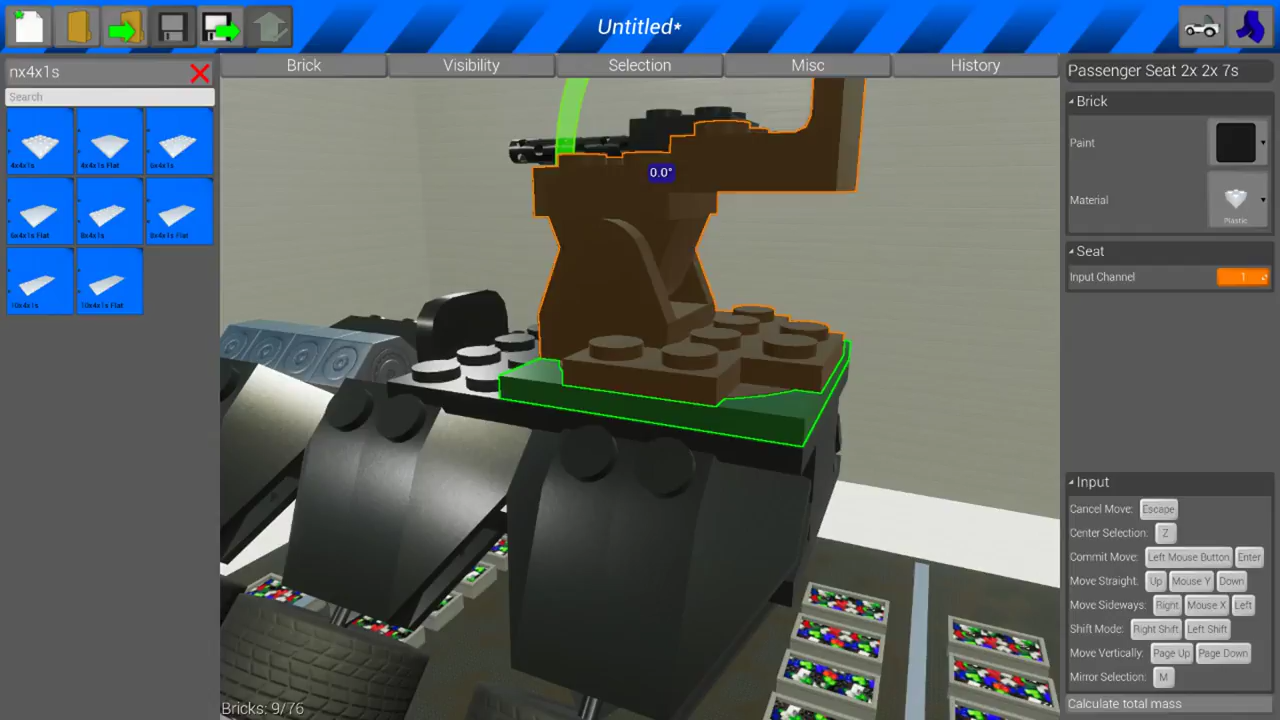 Untitled*
nx4x1s
Search
4x4x1s
4x4x1s Flat
6x4x1s
6x4x1s Flat
8x4x1s
8x4x1s Flat
10x4x1s
10x4x1s Flat
Brick
Visibility
Selection
Misc
History
0.0°
Bricks: 9/76
Passenger Seat 2x 2x 7s
Brick
Paint
Material
Plastic
Seat
Input Channel
1
Input
Cancel Move: Escape
Center Selection: Z
Commit Move: Left Mouse Button Enter
Move Straight: Up Mouse Y Down
Move Sideways: Right Mouse X Left
Shift Mode: Right Shift Left Shift
Move Vertically: Page Up Page Down
Mirror Selection: M
Calculate total mass